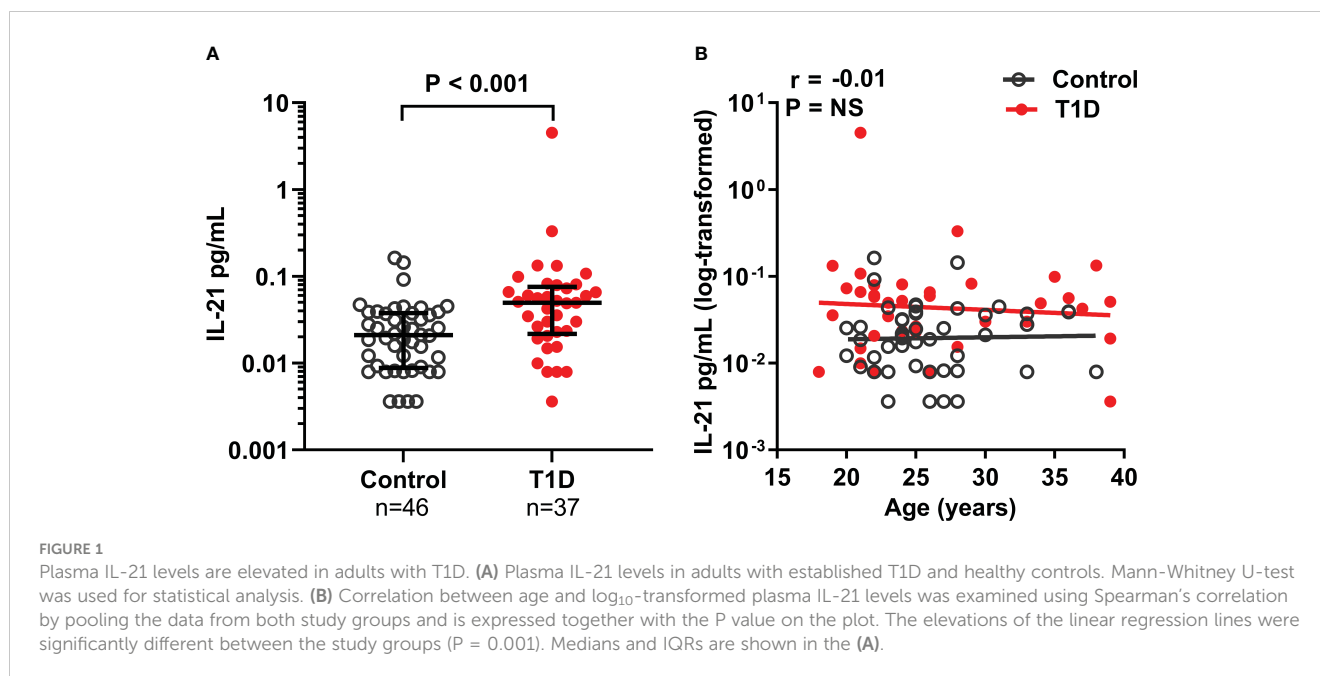 A
P < 0.001
IL-21 pg/mL
10
1
0.1
0.01
0.001
Control
T1D
n=46
n=37
B
r = -0.01
P = NS
Control
T1D
IL-21 pg/mL (log-transformed)
10¹
10⁰
10⁻¹
10⁻²
10⁻³
15 20 25 30 35 40
Age (years)
FIGURE 1
Plasma IL-21 levels are elevated in adults with T1D. (A) Plasma IL-21 levels in adults with established T1D and healthy controls. Mann-Whitney U-test
was used for statistical analysis. (B) Correlation between age and log₁₀-transformed plasma IL-21 levels was examined using Spearman's correlation
by pooling the data from both study groups and is expressed together with the P value on the plot. The elevations of the linear regression lines were
significantly different between the study groups (P = 0.001). Medians and IQRs are shown in the (A).